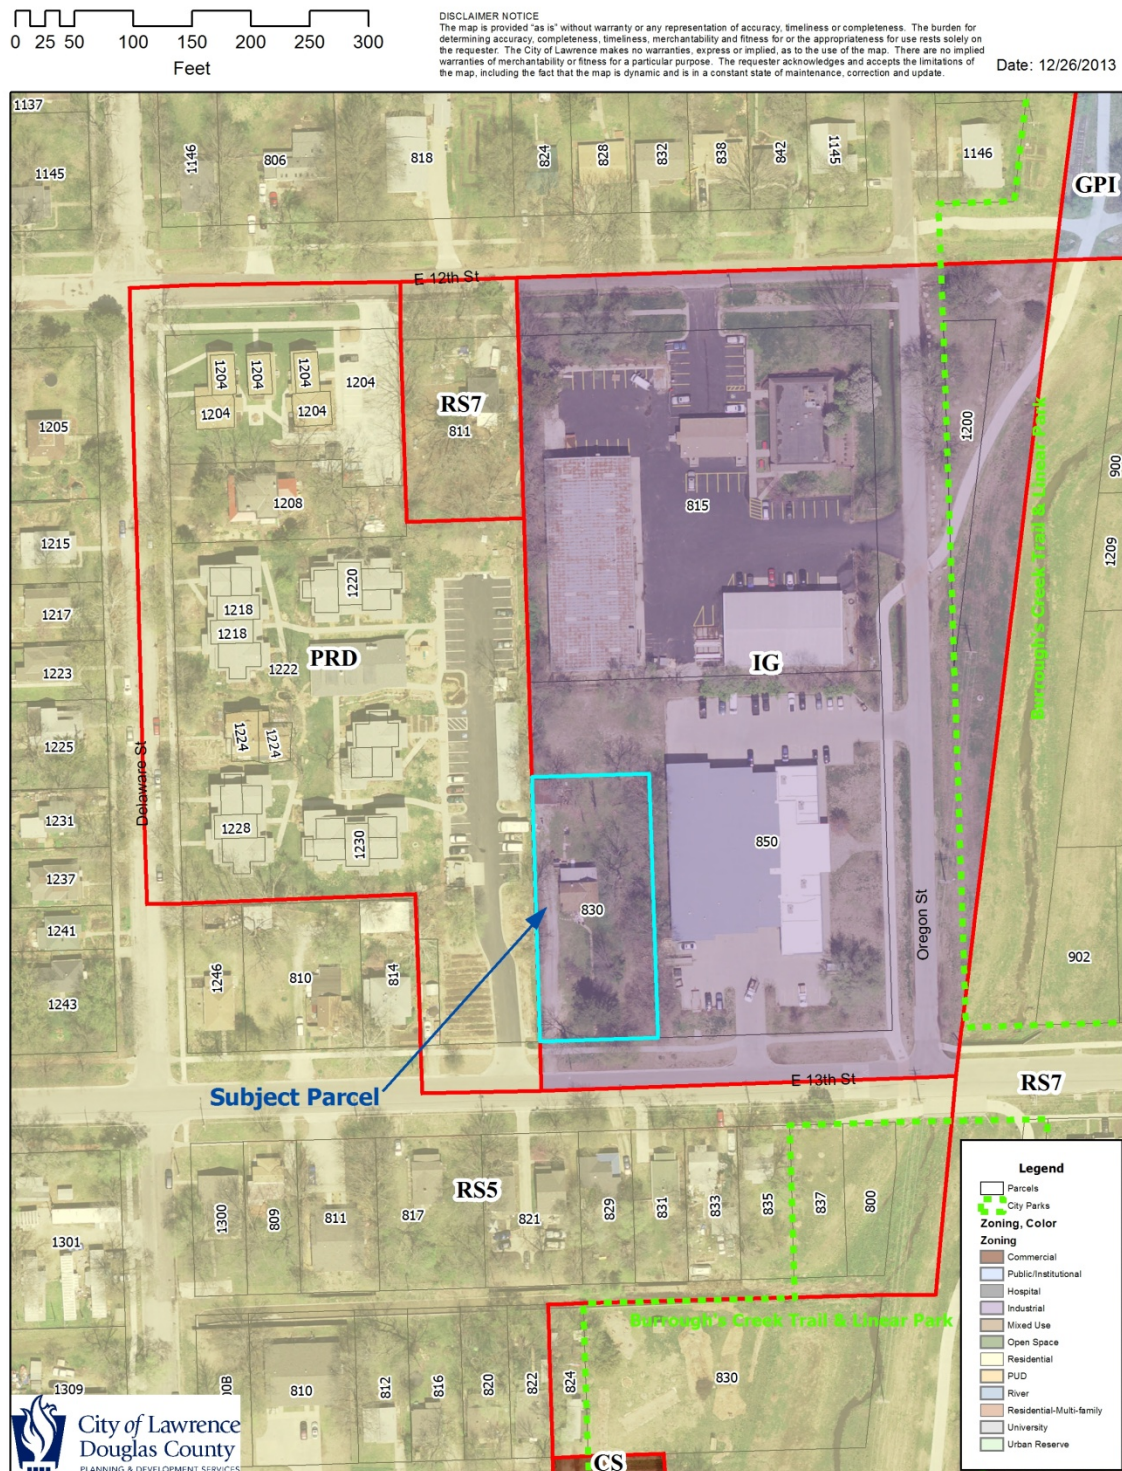 0 25 50 100 150 200 250 300
Feet
DISCLAIMER NOTICE
The map is provided "as is" without warranty or any representation of accuracy, timeliness or completeness. The burden for
determining accuracy, completeness, timeliness, merchantability and fitness for or the appropriateness for use rests solely on
the requester. The City of Lawrence makes no warranties, express or implied, as to the use of the map. There are no implied
warranties of merchantability or fitness for a particular purpose. The requester acknowledges and accepts the limitations of
the map, including the fact that the map is dynamic and is in a constant state of maintenance, correction and update.
Date: 12/26/2013
1137
1145
1146
806
818
824
828
832
838
842
1145
1146
GPI
E 12th St
1204
1204
1204
1204
1204
1204
RS7
811
1205
1208
815
1200
900
1209
Burrough's Creek Trail & Linear Park
1215
1217
1223
1225
1231
1237
1241
1243
1218
1218
1220
1222
PRD
IG
1224
1224
1228
1230
Delaware St
850
830
Oregon St
902
1246
810
814
Subject Parcel
E 13th St
RS7
1300
809
811
817
RS5
821
829
831
833
835
837
800
1301
Burrough's Creek Trail & Linear Park
1309
00B
810
812
816
820
822
824
830
CS
City of Lawrence
Douglas County
PLANNING & DEVELOPMENT SERVICES
Legend
Parcels
City Parks
Zoning, Color
Zoning
Commercial
Public/Institutional
Hospital
Industrial
Mixed Use
Open Space
Residential
PUD
River
Residential-Multi-family
University
Urban Reserve